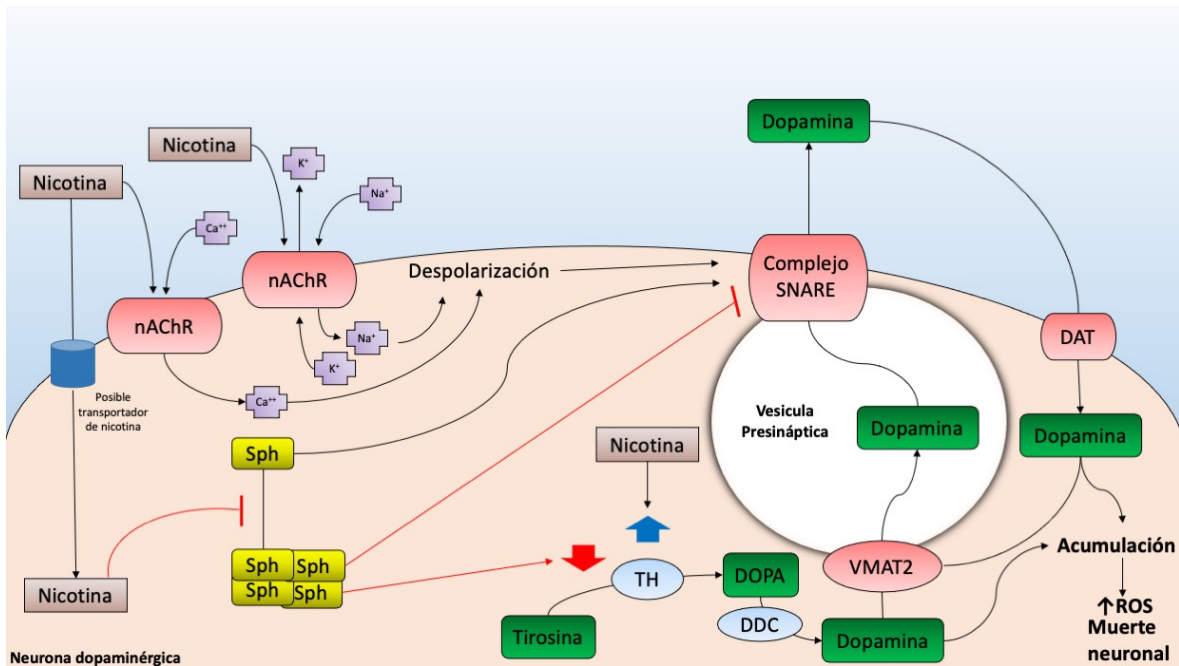 Dopamina
Nicotina
K⁺
Nicotina
Na⁺
Ca⁺⁺
nAChR
Despolarización
Complejo
SNARE
nAChR
Na⁺
K⁺
DAT
Posible
transportador
de nicotina
Ca⁺⁺
Vesicula
Presináptica
Dopamina
Dopamina
Sph
Nicotina
Acumulación
Sph
Sph
Sph
Sph
Nicotina
TH
DOPA
VMAT2
↑ROS
Muerte
neuronal
Tirosina
DDC
Dopamina
Neurona dopaminérgica